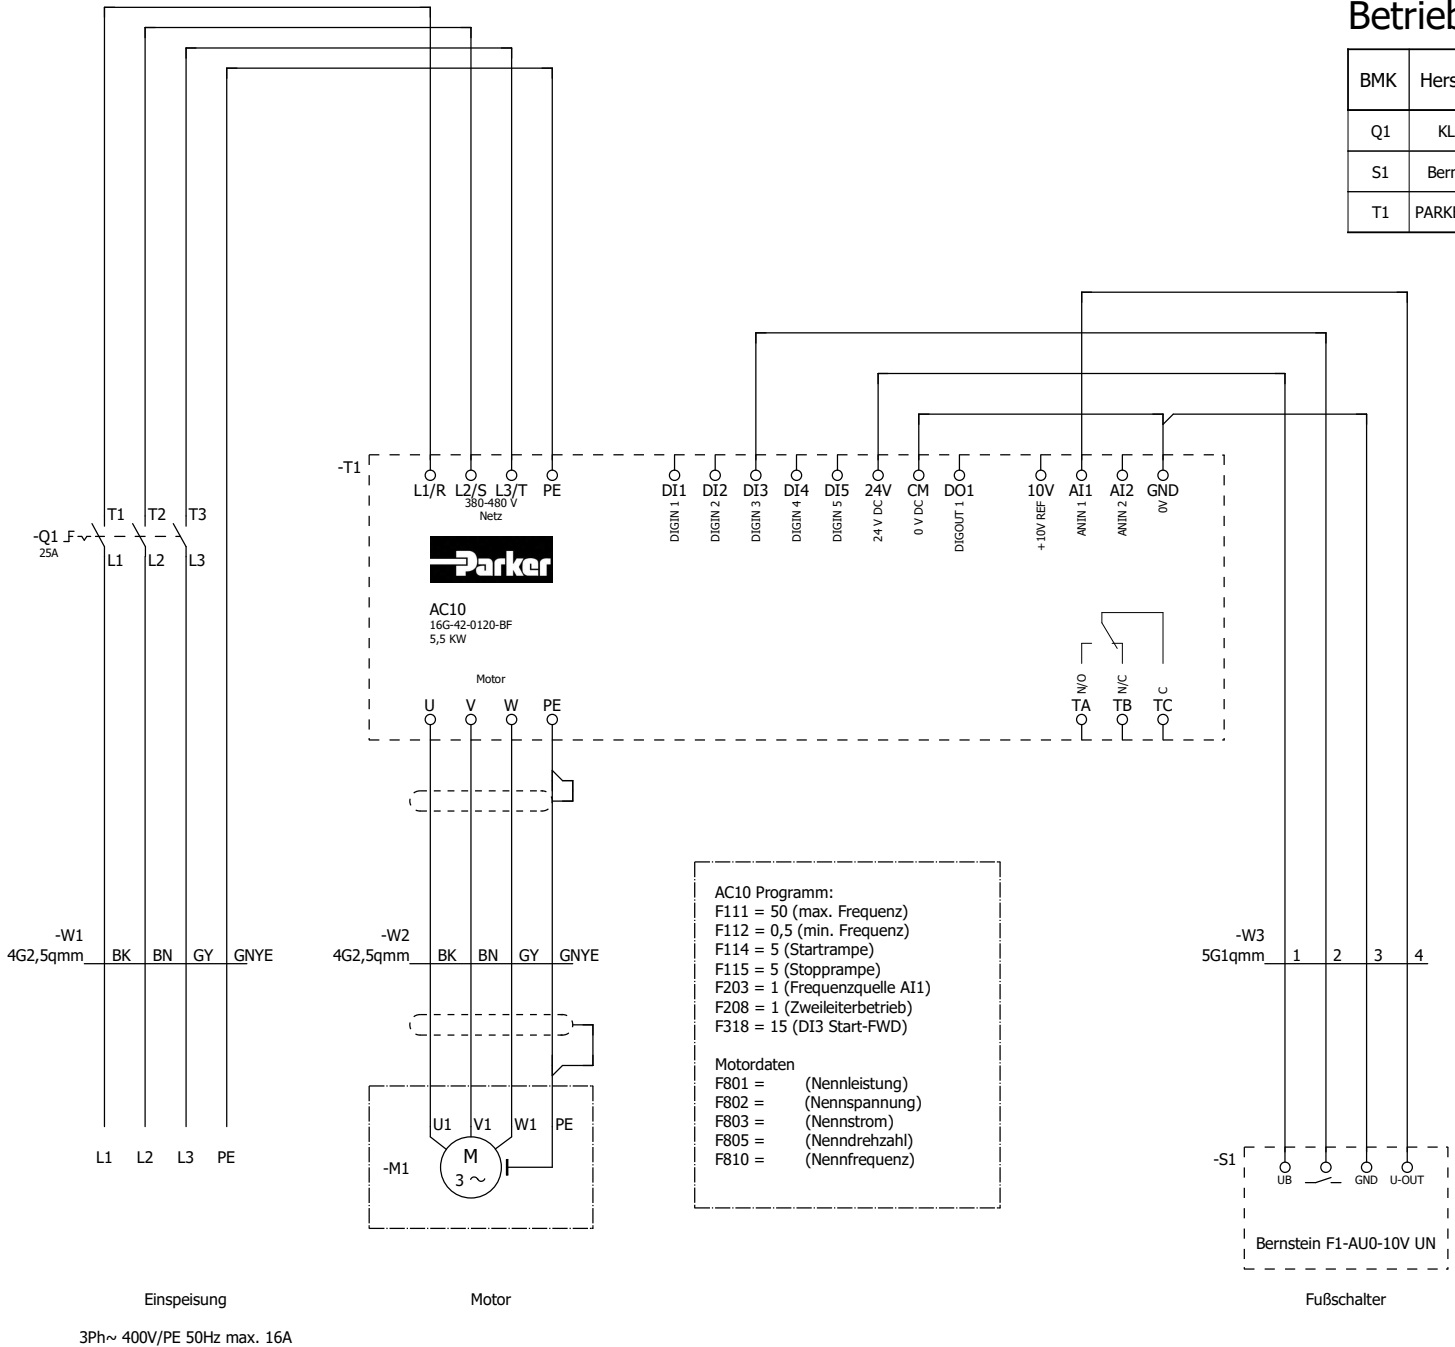 Betrieb
BMK Hers
Q1 KL
S1 Bern
T1 PARK
-T1
L1/R L2/S L3/T PE
380-480 V
Netz
DI1 DI2 DI3 DI4 DI5 24V CM DO1 10V AI1 AI2 GND
DIGIN 1 DIGIN 2 DIGIN 3 DIGIN 4 DIGIN 5 24 V DC 0 V DC DIGOUT 1 +10V REF ANIN 1 ANIN 2 0V
T1 T2 T3
-Q1
25A
L1 L2 L3
Parker
AC10
16G-42-0120-BF
5,5 KW
Motor
U V W PE
N/O N/C C
TA TB TC
AC10 Programm:
F111 = 50 (max. Frequenz)
F112 = 0,5 (min. Frequenz)
F114 = 5 (Startrampe)
F115 = 5 (Stopprampe)
F203 = 1 (Frequenzquelle AI1)
F208 = 1 (Zweileiterbetrieb)
F318 = 15 (DI3 Start-FWD)
Motordaten
F801 = (Nennleistung)
F802 = (Nennspannung)
F803 = (Nennstrom)
F805 = (Nenndrehzahl)
F810 = (Nennfrequenz)
-W1
4G2,5qmm BK BN GY GNYE
-W2
4G2,5qmm BK BN GY GNYE
-W3
5G1qmm 1 2 3 4
U1 V1 W1 PE
L1 L2 L3 PE
-M1
M
3 ~
-S1
UB GND U-OUT
Bernstein F1-AU0-10V UN
Einspeisung
Motor
Fußschalter
3Ph~ 400V/PE 50Hz max. 16A